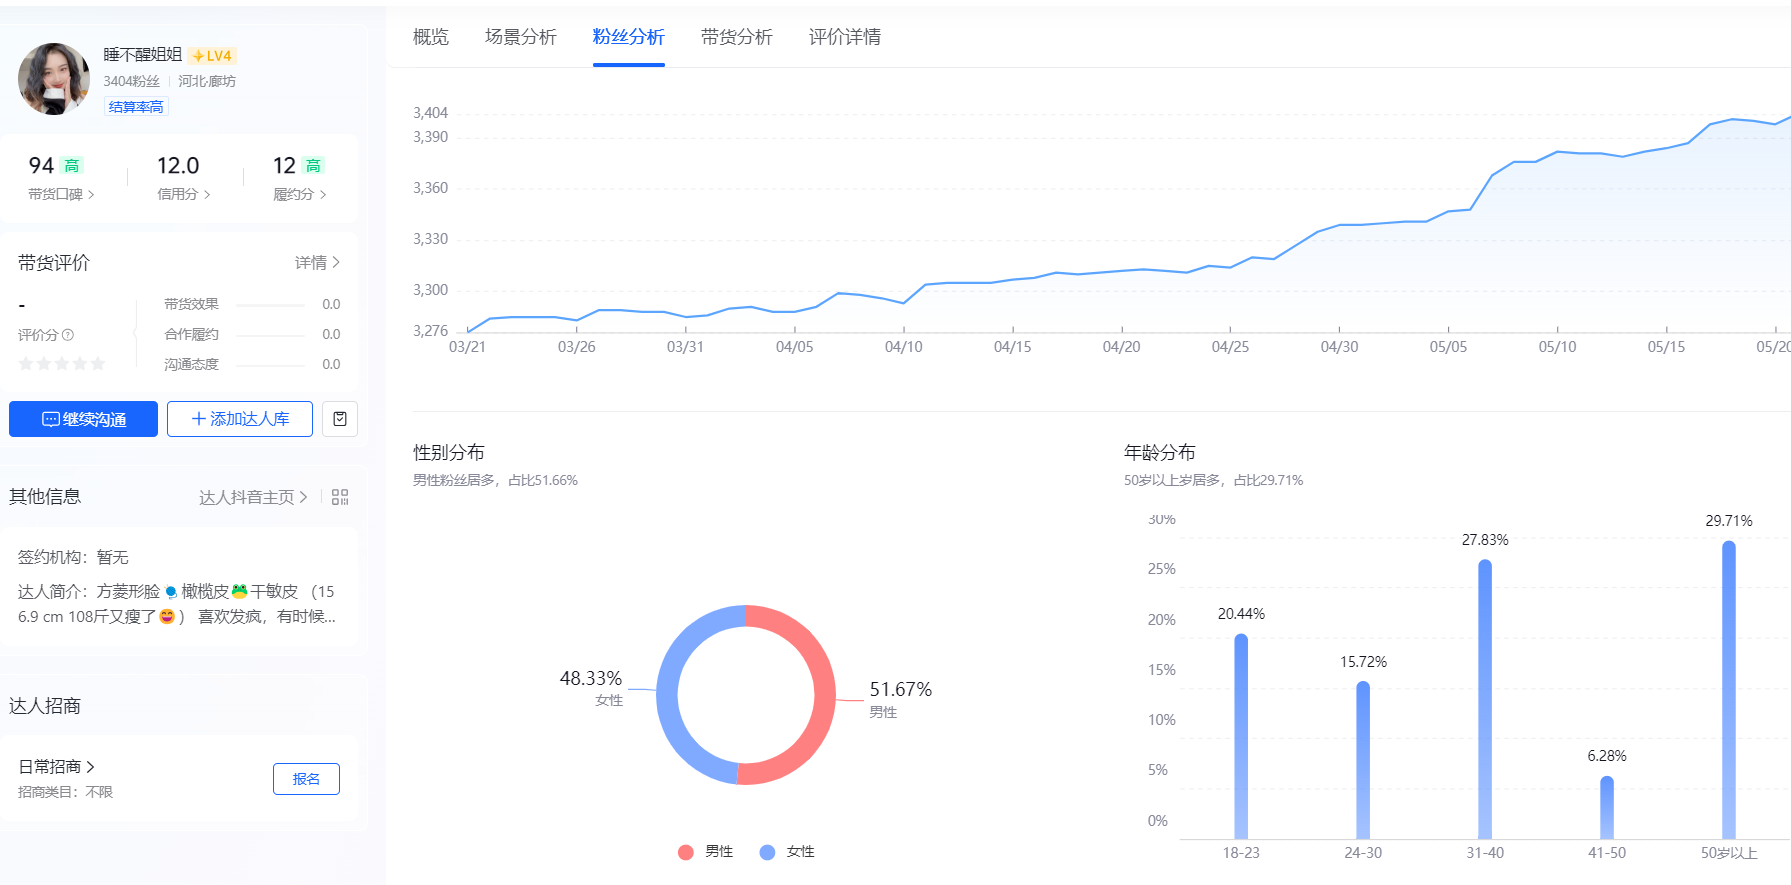 睡不醒姐姐 LV4
3404粉丝 河北·廊坊
结算率高
94 高 12.0 12 高
带货口碑 信用分 履约分
带货评价 详情
- 带货效果 0.0
评价分 合作履约 0.0
沟通态度 0.0
继续沟通 添加达人库
其他信息 达人抖音主页
签约机构：暂无
达人简介：方菱形脸🎐橄榄皮🐸干敏皮 （15
6.9 cm 108斤又瘦了😄） 喜欢发疯，有时候...
达人招商
日常招商
招商类目：不限
报名
概览 场景分析 粉丝分析 带货分析 评价详情
3,404
3,390
3,360
3,330
3,300
3,276
03/21 03/26 03/31 04/05 04/10 04/15 04/20 04/25 04/30 05/05 05/10 05/15 05/20
性别分布
男性粉丝居多，占比51.66%
48.33%
女性
51.67%
男性
男性 女性
年龄分布
50岁以上岁居多，占比29.71%
30%
25%
20%
15%
10%
5%
0%
20.44% 15.72% 27.83% 6.28% 29.71%
18-23 24-30 31-40 41-50 50岁以上